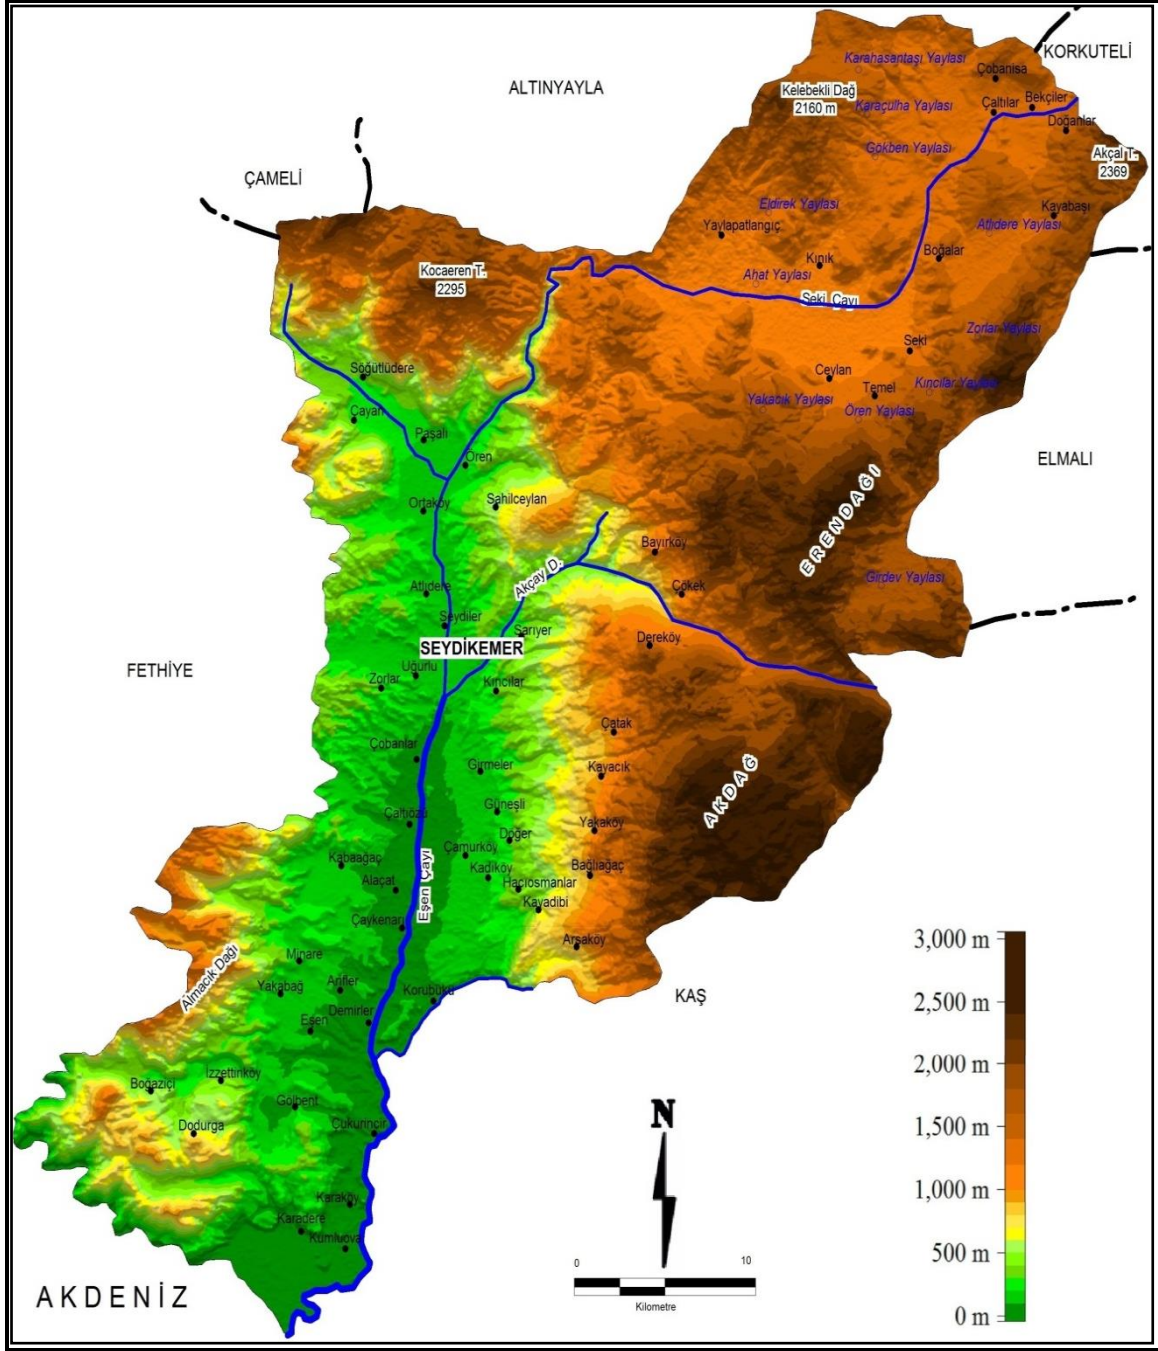 KORKUTELİ
Karahasantaşı Yaylası
Çobanisa
ALTINYAYLA
Kelebekli Dağ
2160 m
Karaçulha Yaylası
Bekçiler
Çaltılar
Doğanlar
Gökben Yaylası
Akçal T.
2369
ÇAMELİ
Eldirek Yaylası
Kayabaşı
Atlıdere Yaylası
Yaylapatlangıç
Kınık
Boğalar
Kocaeren T.
2295
Ahat Yaylası
Seki Çayı
Zorlar Yaylası
Seki
Söğütlüdere
Ceylan
Temel
Kıncılar Yaylası
Yakacık Yaylası
Ören Yaylası
Çayan
Paşalı
Ören
ELMALI
Ortaköy
Sahilceylan
ERENDAĞI
Bayırköy
Akçay D.
Girdev Yaylası
Atlıdere
Çökek
Seydiler
Sarıyer
Dereköy
SEYDİKEMER
FETHİYE
Uğurlu
Zorlar
Kıncılar
Çatak
Çobanlar
Girmeler
Kayacık
AKDAĞ
Güneşli
Çaltıözü
Yakaköy
Döğer
Çamurköy
Kabaağaç
Kadıköy
Bağlıağaç
Alaçat
Hacıosmanlar
Eşen Çayı
Kayadibi
Çaykenarı
Arsaköy
3,000 m
Almacık Dağı
Minare
Yakabağ
Arifler
Korubükü
KAŞ
2,500 m
Demirler
Eşen
2,000 m
İzzettinköy
Boğaziçi
Gölbent
N
Dodurga
Çukurincir
1,500 m
1,000 m
Karaköy
Karadere
Kumluova
500 m
0
10
AKDENİZ
Kilometre
0 m